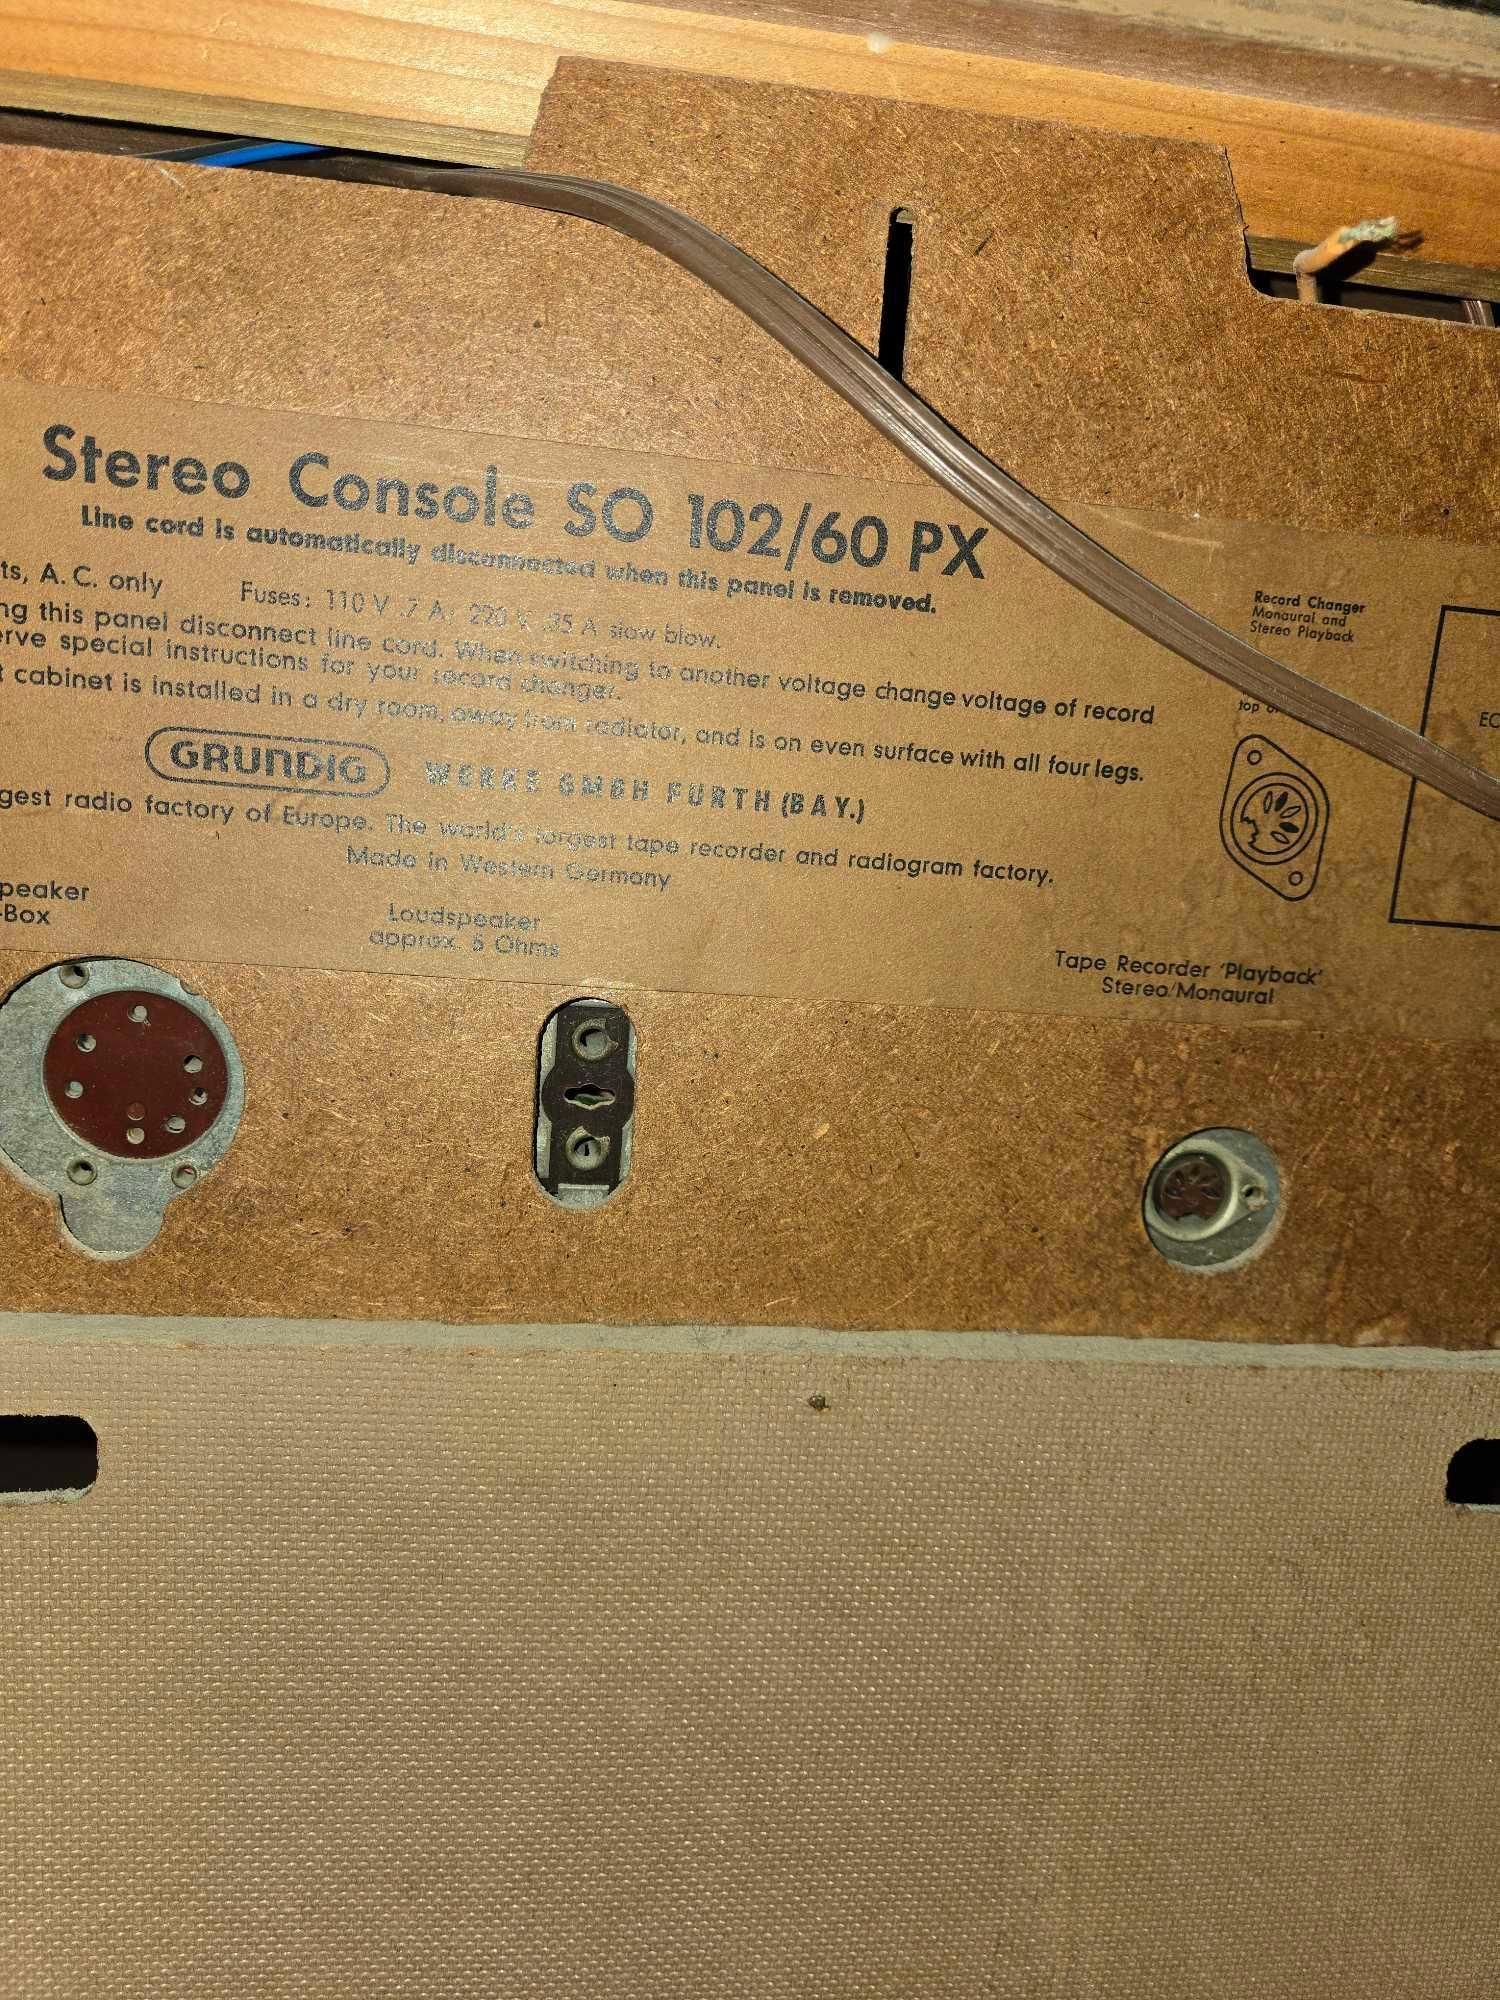 Stereo Console SO 102/60 PX
Line cord is automatically disconnected when this panel is removed.
ts, A. C. only Fuses: 110 V .7 A; 220 V .35 A slow blow.
ng this panel disconnect line cord. When switching to another voltage change voltage of record
erve special instructions for your record changer.
t cabinet is installed in a dry room, away from radiator, and is on even surface with all four legs.
GRUNDIG WERKE GMBH FURTH (BAY.)
gest radio factory of Europe. The world's largest tape recorder and radiogram factory.
Made in Western Germany
peaker
-Box
Loudspeaker
approx. 5 Ohms
Record Changer
Monaural and
Stereo Playback
top
EC
Tape Recorder 'Playback'
Stereo/Monaural